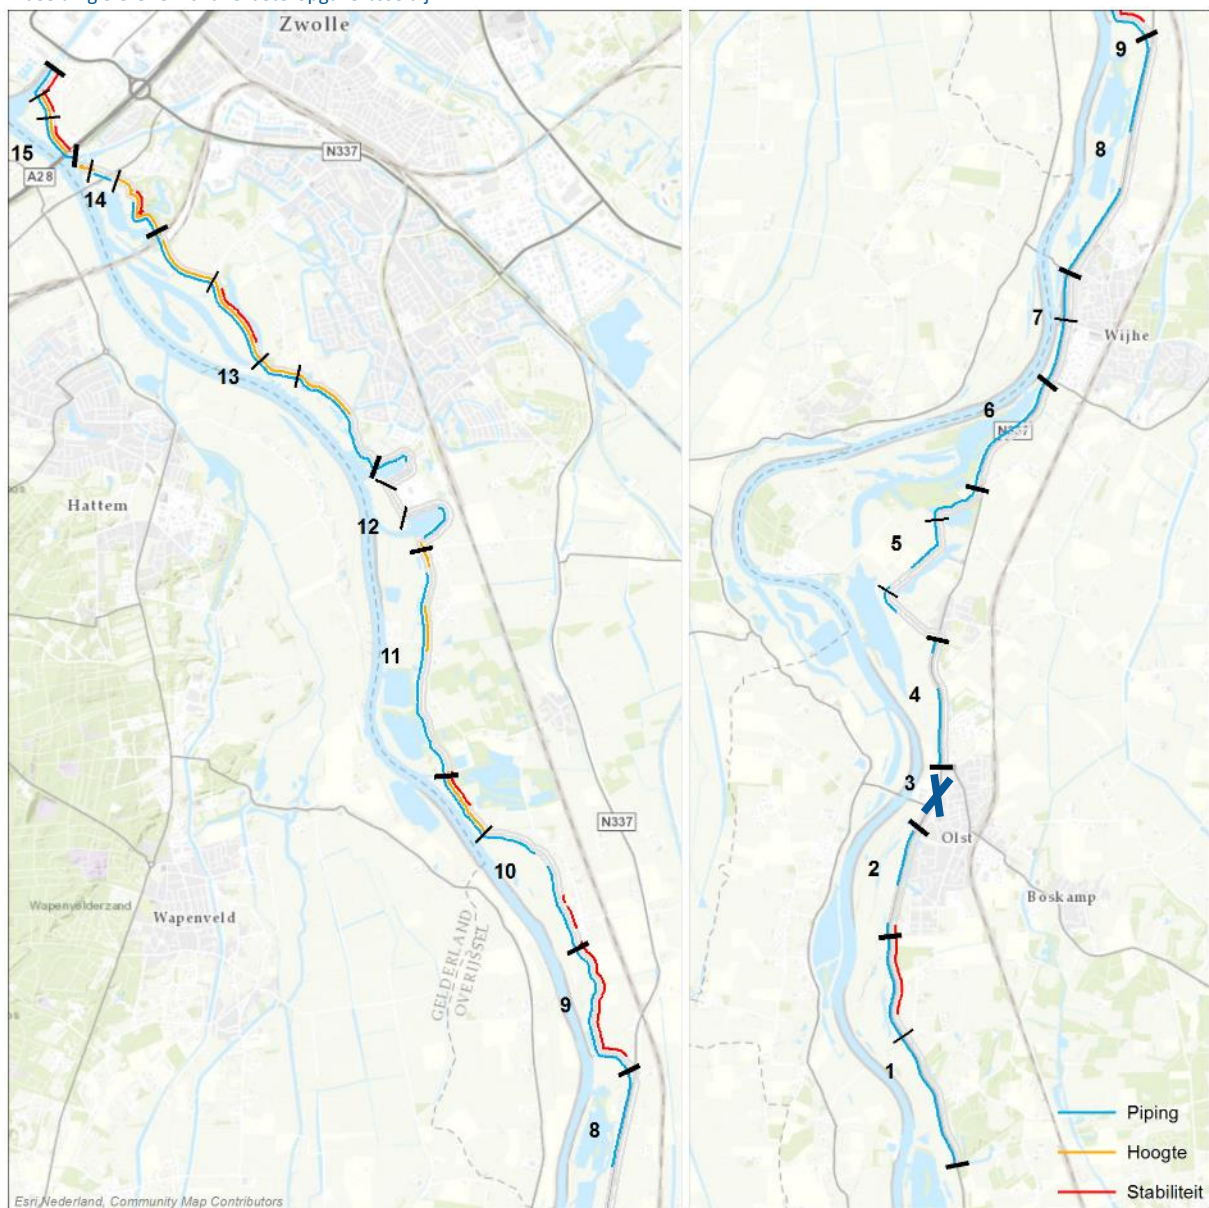 Zwolle
N337
15
A28
14
13
Hattem
12
11
N337
10
Wapenvelderzand
Wapenveld
GELDERLAND
OVERIJSSEL
9
8
Esri Nederland, Community Map Contributors
9
8
7
Wijhe
6
N337
5
4
3
Olst
2
Boskamp
1
Piping
Hoogte
Stabiliteit